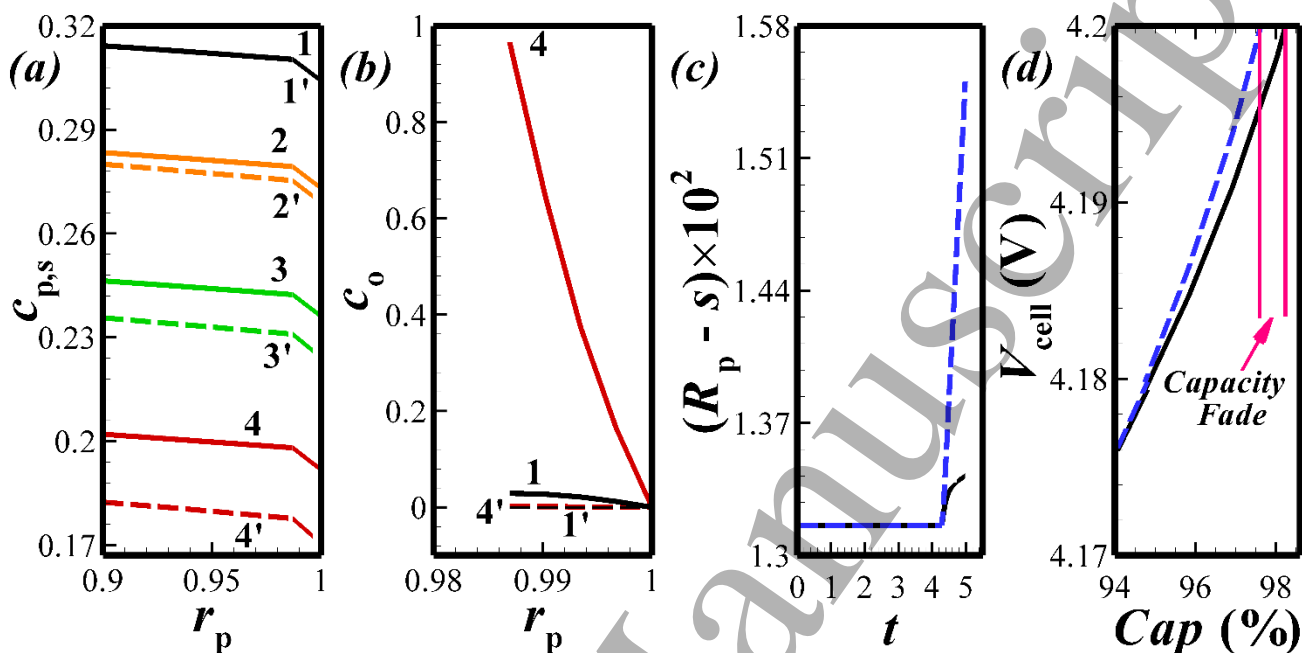 (a)
0.32
0.29
0.26
0.23
0.2
0.17
c_p,s
1
1'
2
2'
3
3'
4
4'
0.9
0.95
1
r_p
(b)
1
0.8
0.6
0.4
0.2
0
c_o
4
1
4'
1'
0.98
0.99
1
r_p
(c)
1.58
1.51
1.44
1.37
1.3
(R_p - s)×10^2
0 1 2 3 4 5
t
(d)
4.2
4.19
4.18
4.17
V_cell (V)
Capacity
Fade
94
96
98
Cap (%)